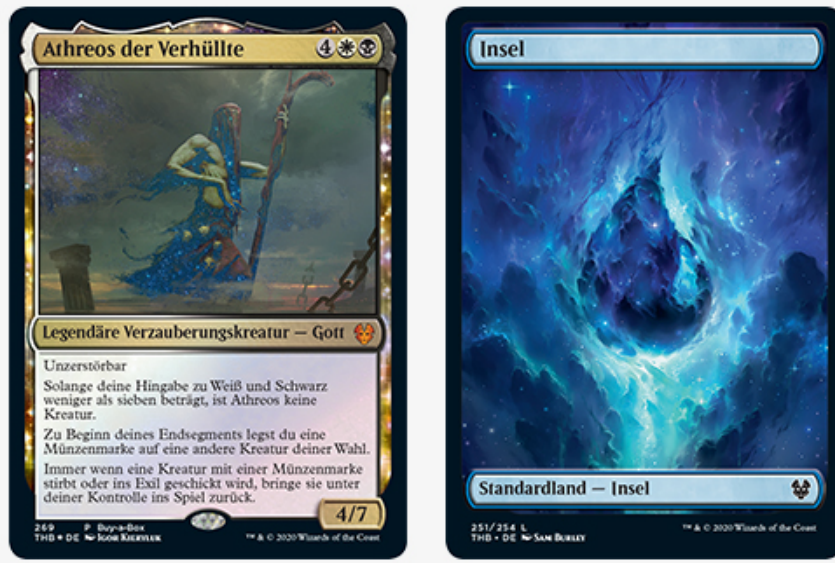 Athreos der Verhüllte
4
Legendäre Verzauberungskreatur — Gott
Unzerstörbar
Solange deine Hingabe zu Weiß und Schwarz
weniger als sieben beträgt, ist Athreos keine
Kreatur.
Zu Beginn deines Endsegments legst du eine
Münzenmarke auf eine andere Kreatur deiner Wahl.
Immer wenn eine Kreatur mit einer Münzenmarke
stirbt oder ins Exil geschickt wird, bringe sie unter
deiner Kontrolle ins Spiel zurück.
4/7
269 P Buy-a-Box
THB ★ DE Igor Kieryluk
™ & © 2020 Wizards of the Coast
Insel
Standardland — Insel
251/254 L
THB • DE Sam Burley
™ & © 2020 Wizards of the Coast